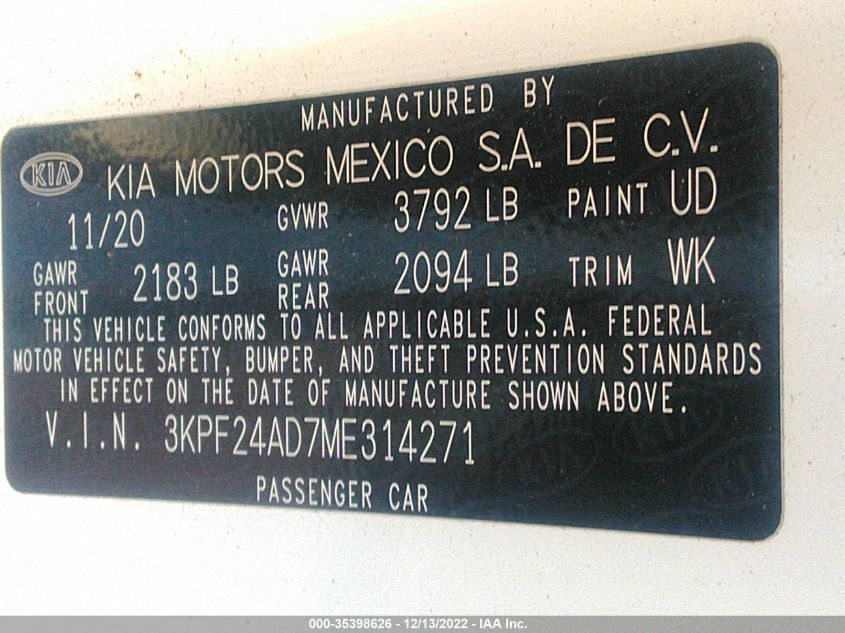 MANUFACTURED BY
KIA KIA MOTORS MEXICO S.A. DE C.V.
11/20 GVWR 3792 LB PAINT UD
GAWR FRONT 2183 LB GAWR REAR 2094 LB TRIM WK
THIS VEHICLE CONFORMS TO ALL APPLICABLE U.S.A. FEDERAL
MOTOR VEHICLE SAFETY, BUMPER, AND THEFT PREVENTION STANDARDS
IN EFFECT ON THE DATE OF MANUFACTURE SHOWN ABOVE.
V.I.N. 3KPF24AD7ME314271
PASSENGER CAR
000-35398626 - 12/13/2022 - IAA Inc.